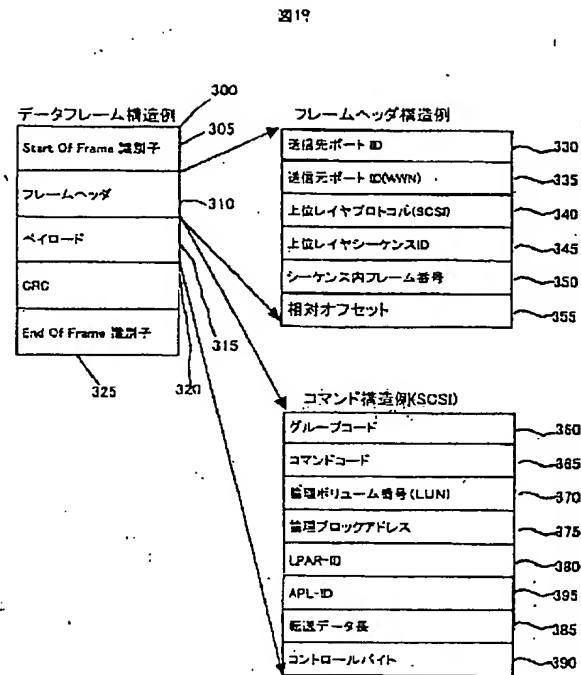 図19
データフレーム構造例
300
Start Of Frame 識別子
305
フレームヘッダ
310
ペイロード
315
CRC
320
End Of Frame 識別子
325
フレームヘッダ構造例
送信先ポート ID
330
送信元ポート ID(WWN)
335
上位レイヤプロトコル(SCSI)
340
上位レイヤシーケンスID
345
シーケンス内フレーム番号
350
相対オフセット
355
コマンド構造例(SCSI)
グループコード
360
コマンドコード
365
論理ボリューム番号(LUN)
370
論理ブロックアドレス
375
LPAR-ID
380
APL-ID
395
転送データ長
385
コントロールバイト
390